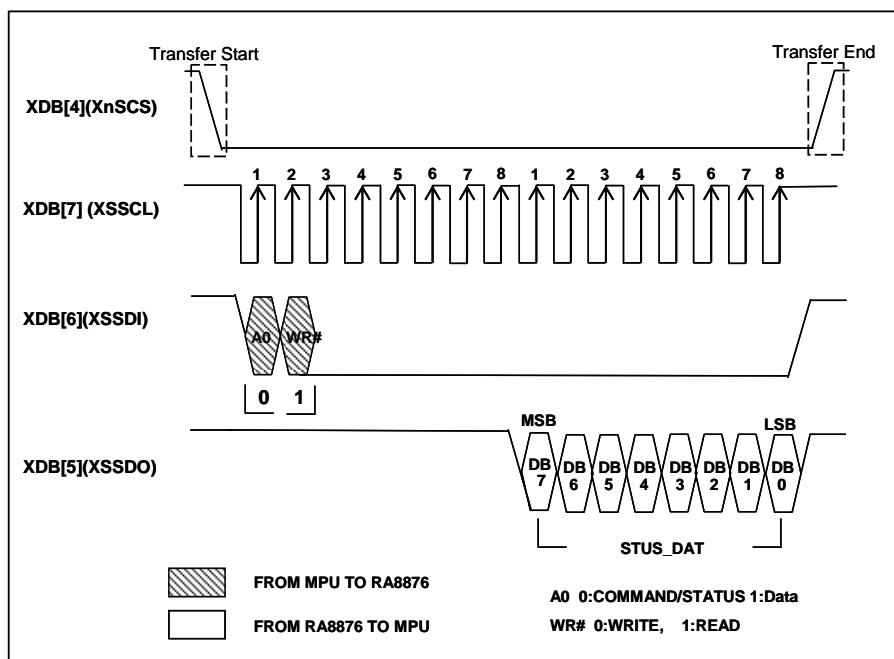 Transfer Start
Transfer End
XDB[4](XnSCS)
1 2 3 4 5 6 7 8 1 2 3 4 5 6 7 8
XDB[7] (XSSCL)
XDB[6](XSSDI)
A0 WR#
0 1
MSB LSB
XDB[5](XSSDO)
DB DB DB DB DB DB DB DB
7 6 5 4 3 2 1 0
STUS_DAT
FROM MPU TO RA8876
A0 0:COMMAND/STATUS 1:Data
FROM RA8876 TO MPU
WR# 0:WRITE, 1:READ